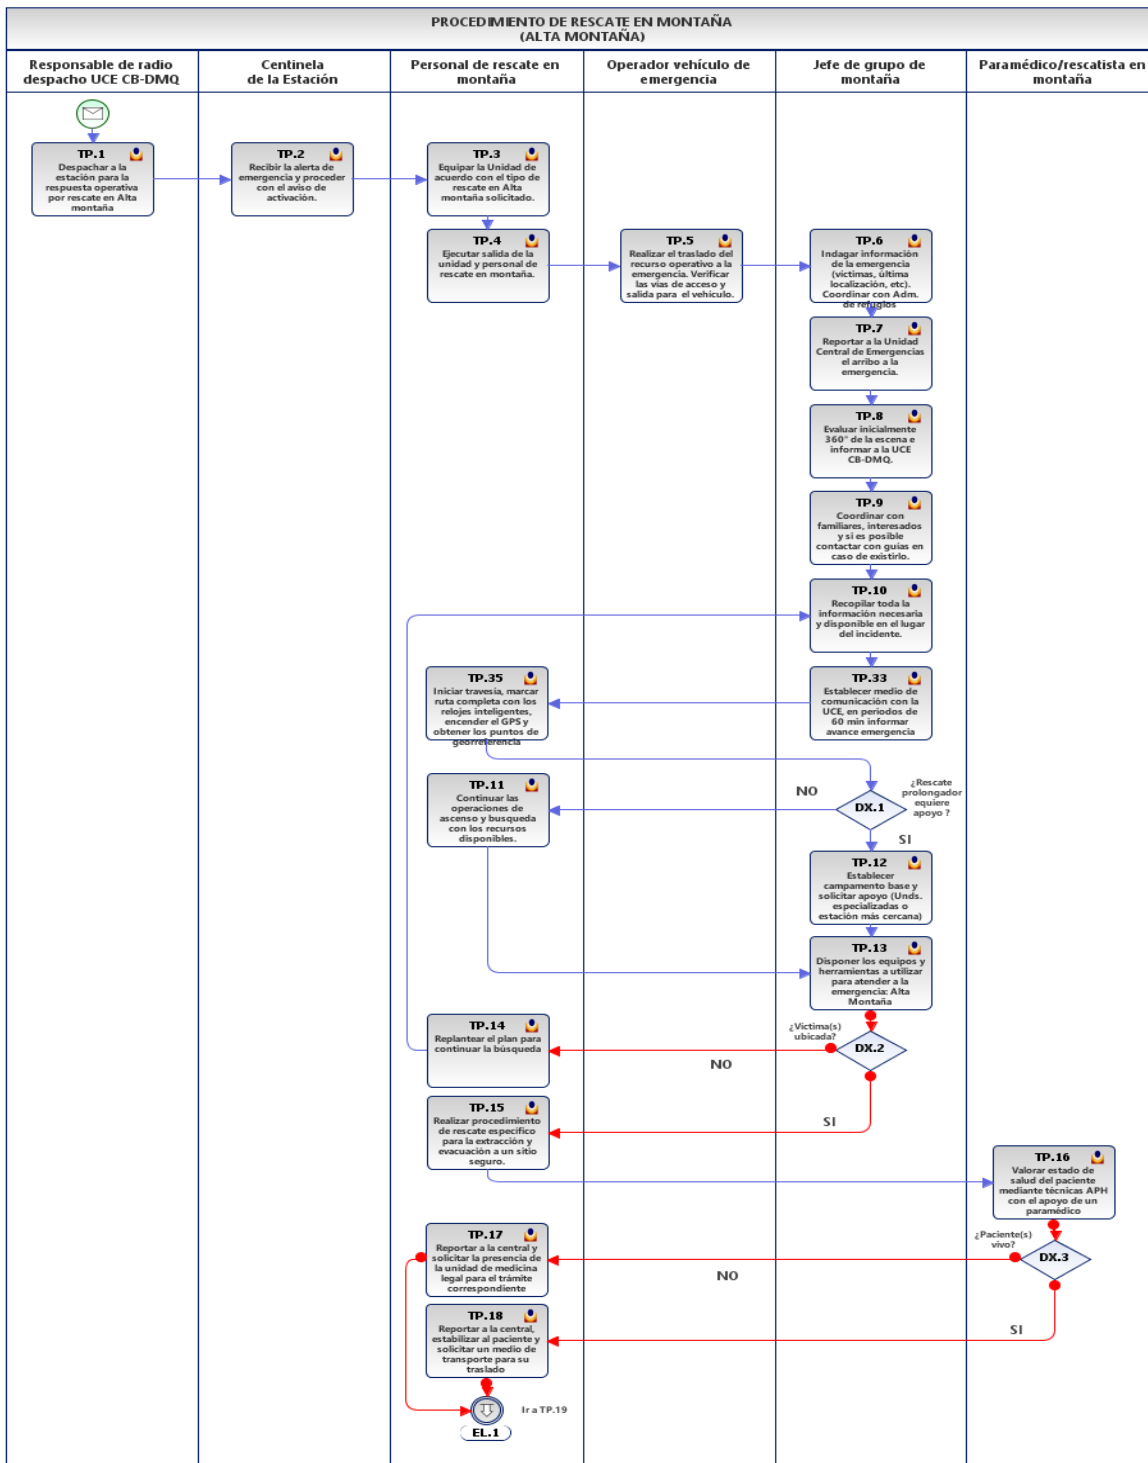 PROCEDIMIENTO DE RESCATE EN MONTAÑA
(ALTA MONTAÑA)
Responsable de radio
despacho UCE CB-DMQ
Centinela
de la Estación
Personal de rescate en
montaña
Operador vehículo de
emergencia
Jefe de grupo de
montaña
Paramédico/rescatista en
montaña
TP.1
Despachar a la
estación para la
respuesta operativa
por rescate en Alta
montaña
TP.2
Recibir la alerta de
emergencia y proceder
con el aviso de
activación.
TP.3
Equipar la Unidad de
acuerdo con el tipo de
rescate en Alta
montaña solicitado.
TP.4
Ejecutar salida de la
unidad y personal de
rescate en montaña.
TP.5
Realizar el traslado del
recurso operativo a la
emergencia. Verificar
las vías de acceso y
salida para el vehículo.
TP.6
Indagar información
de la emergencia
(víctimas, última
localización, etc).
Coordinar con Adm.
de refugios
TP.7
Reportar a la Unidad
Central de Emergencias
el arribo a la
emergencia.
TP.8
Evaluar inicialmente
360° de la escena e
informar a la UCE
CB-DMQ.
TP.9
Coordinar con
familiares, interesados
y si es posible
contactar con guías en
caso de existirlo.
TP.10
Recopilar toda la
información necesaria
y disponible en el lugar
del incidente.
TP.35
Iniciar travesía, marcar
ruta completa con los
relojes inteligentes,
encender el GPS y
obtener los puntos de
georreferencia
TP.33
Establecer medio de
comunicación con la
UCE, en periodos de
60 min informar
avance emergencia
TP.11
Continuar las
operaciones de
ascenso y busqueda
con los recursos
disponibles.
NO
DX.1
¿Rescate
prolongador
equiere
apoyo ?
SI
TP.12
Establecer
campamento base y
solicitar apoyo (Unds.
especializadas o
estación más cercana)
TP.13
Disponer los equipos y
herramientas a utilizar
para atender a la
emergencia: Alta
Montaña
TP.14
Replantear el plan para
continuar la búsqueda
¿Víctima(s)
ubicada?
DX.2
NO
TP.15
Realizar procedimiento
de rescate específico
para la extracción y
evacuación a un sitio
seguro.
SI
TP.16
Valorar estado de
salud del paciente
mediante técnicas APH
con el apoyo de un
paramédico
TP.17
Reportar a la central y
solicitar la presencia de
la unidad de medicina
legal para el trámite
correspondiente
¿Paciente(s)
vivo?
DX.3
NO
TP.18
Reportar a la central,
estabilizar al paciente y
solicitar un medio de
transporte para su
traslado
SI
Ir a TP.19
EL.1